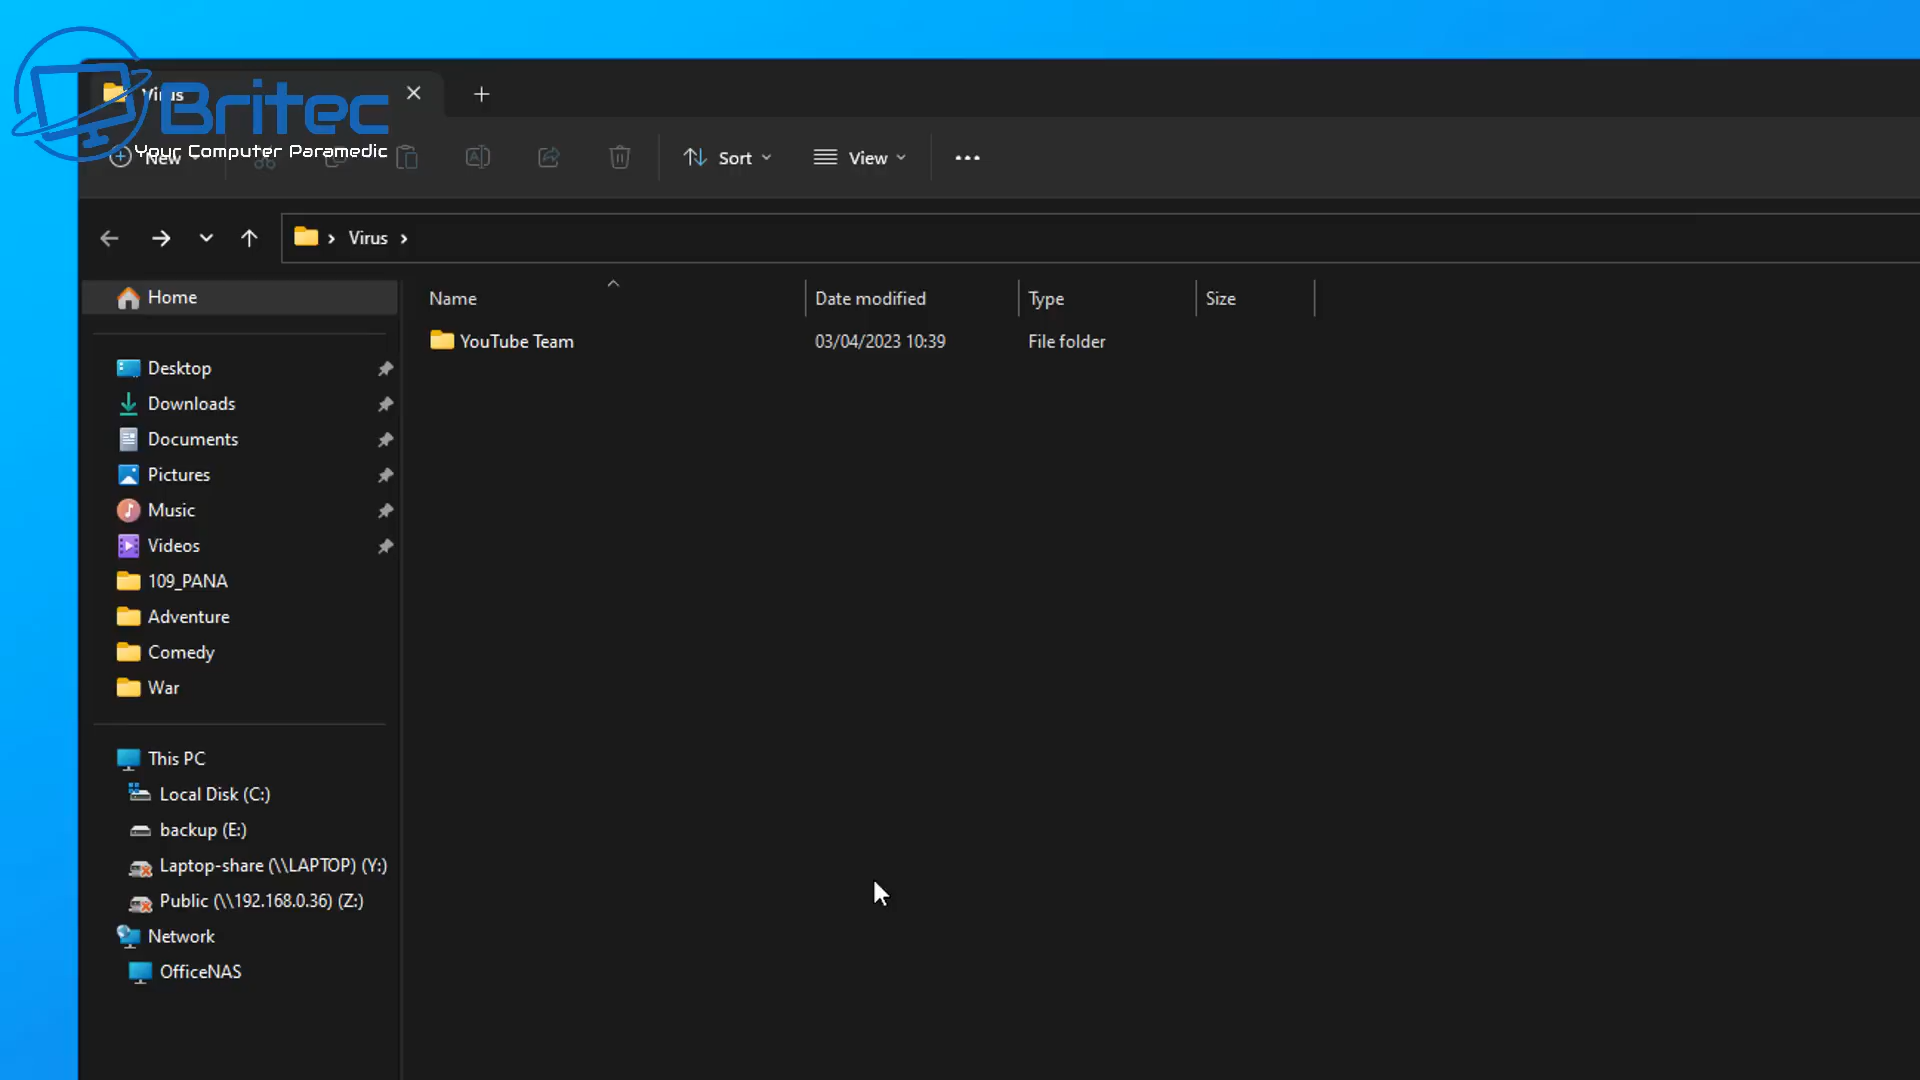 Virus
Britec
Your Computer Paramedic
New
Sort
View
Virus
Home
Name
Date modified
Type
Size
YouTube Team
03/04/2023 10:39
File folder
Desktop
Downloads
Documents
Pictures
Music
Videos
109_PANA
Adventure
Comedy
War
This PC
Local Disk (C:)
backup (E:)
Laptop-share (\\LAPTOP) (Y:)
Public (\\192.168.0.36) (Z:)
Network
OfficeNAS